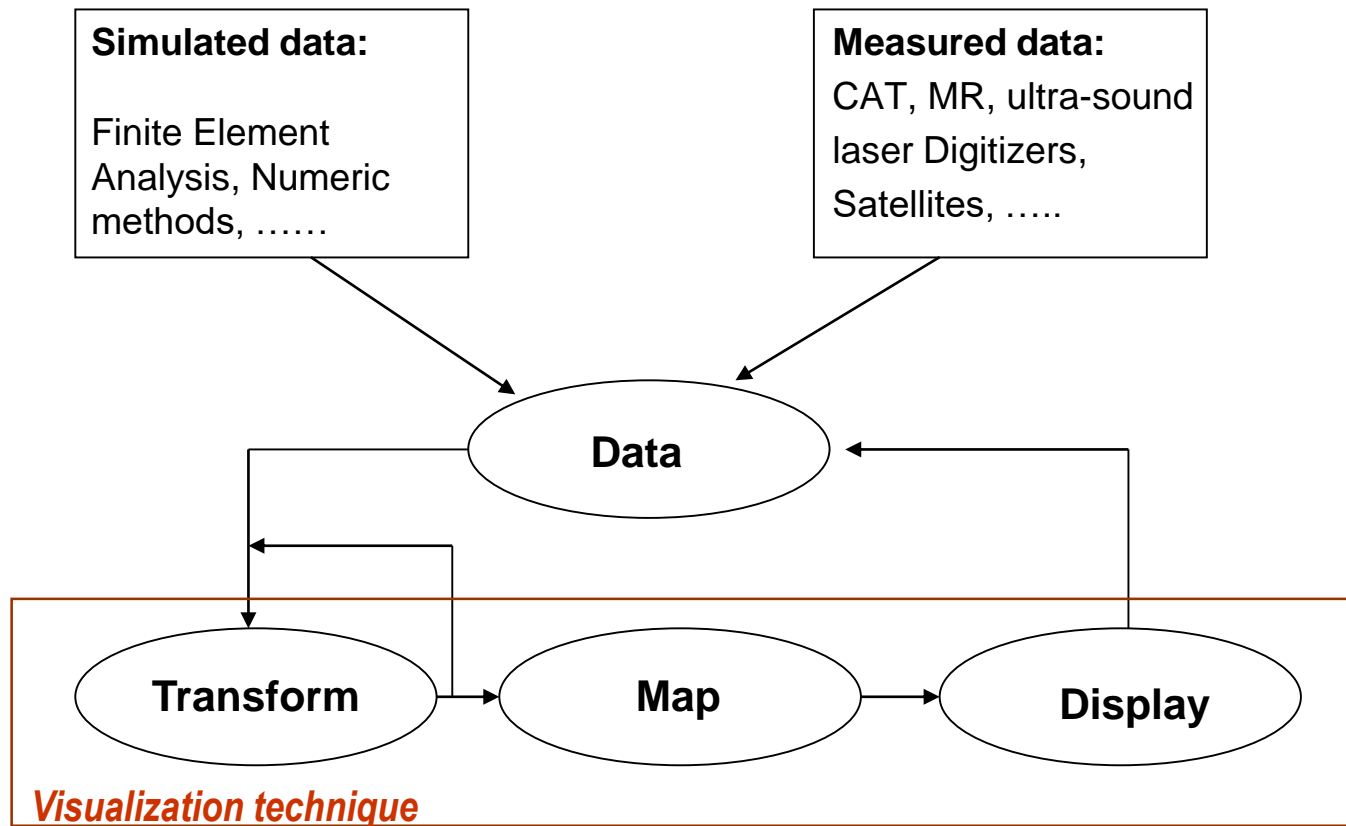 Simulated data:
Finite Element
Analysis, Numeric
methods, ……
Measured data:
CAT, MR, ultra-sound
laser Digitizers,
Satellites, …..
Data
Transform
Map
Display
Visualization technique